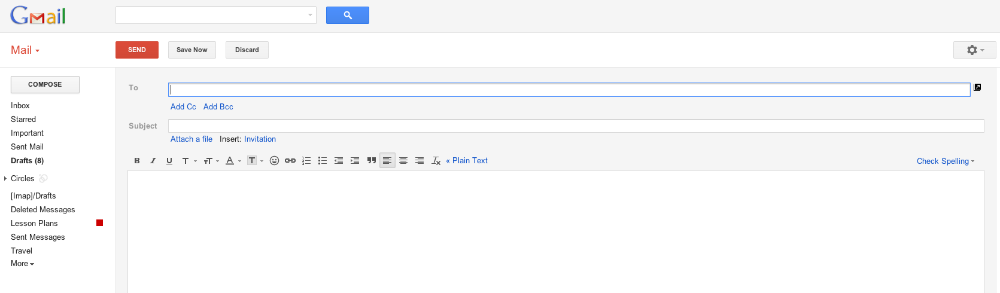 Gmail
Mail
SEND
Save Now
Discard
COMPOSE
Inbox
Starred
Important
Sent Mail
Drafts (8)
Circles
[Imap]/Drafts
Deleted Messages
Lesson Plans
Sent Messages
Travel
More
To
Add Cc Add Bcc
Subject
Attach a file Insert: Invitation
B I U T TT A T « Plain Text Check Spelling